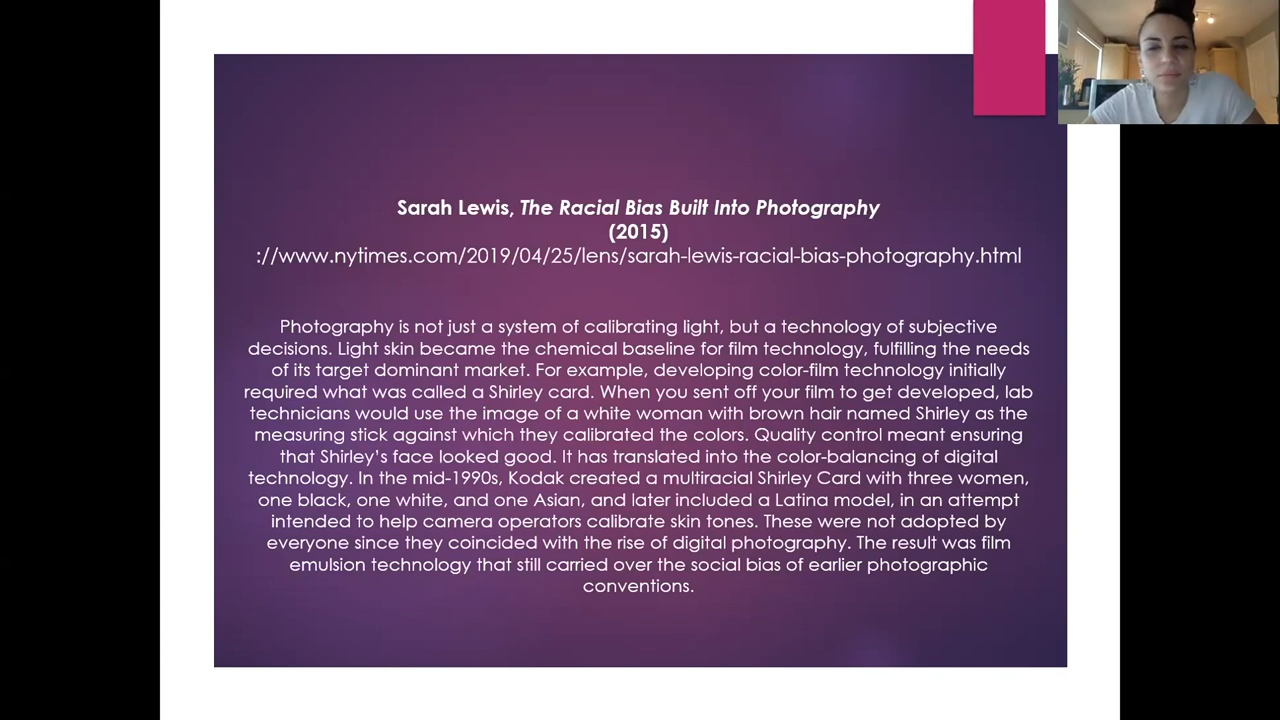 Sarah Lewis, The Racial Bias Built Into Photography
(2015)
://www.nytimes.com/2019/04/25/lens/sarah-lewis-racial-bias-photography.html
Photography is not just a system of calibrating light, but a technology of subjective
decisions. Light skin became the chemical baseline for film technology, fulfilling the needs
of its target dominant market. For example, developing color-film technology initially
required what was called a Shirley card. When you sent off your film to get developed, lab
technicians would use the image of a white woman with brown hair named Shirley as the
measuring stick against which they calibrated the colors. Quality control meant ensuring
that Shirley’s face looked good. It has translated into the color-balancing of digital
technology. In the mid-1990s, Kodak created a multiracial Shirley Card with three women,
one black, one white, and one Asian, and later included a Latina model, in an attempt
intended to help camera operators calibrate skin tones. These were not adopted by
everyone since they coincided with the rise of digital photography. The result was film
emulsion technology that still carried over the social bias of earlier photographic
conventions.